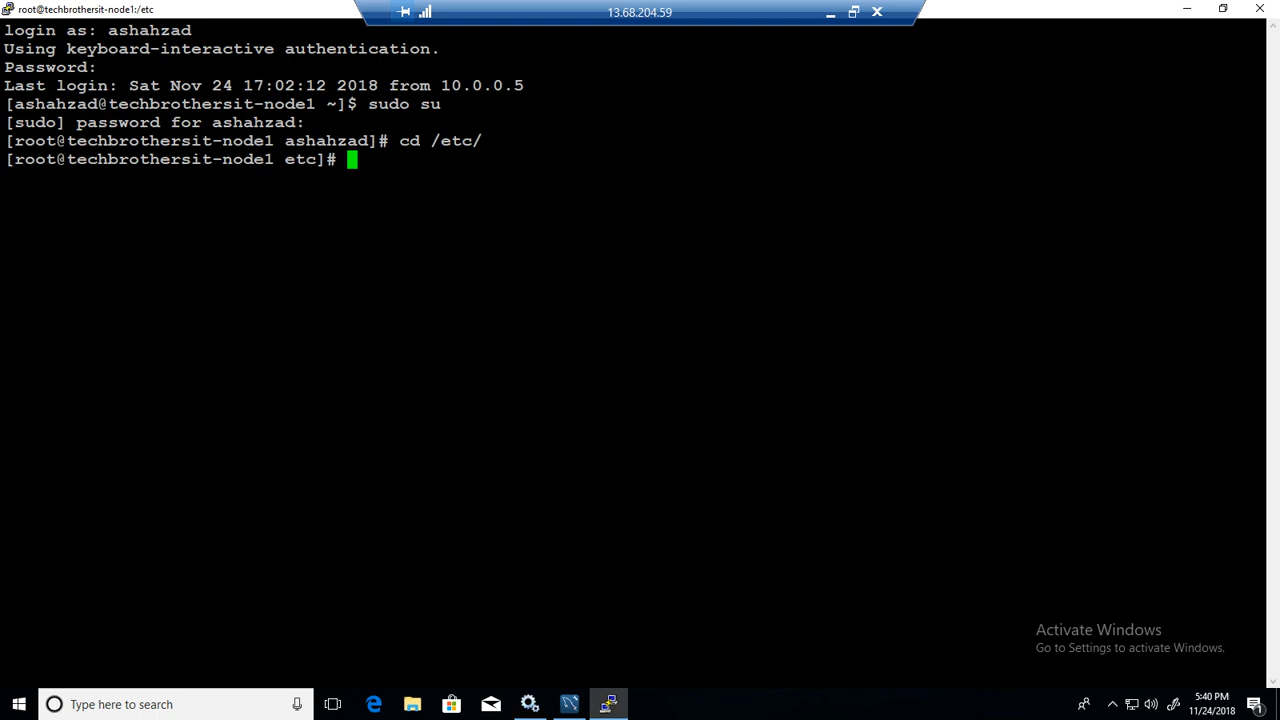 root@techbrothersit-node1:/etc
13.68.204.59
login as: ashahzad
Using keyboard-interactive authentication.
Password:
Last login: Sat Nov 24 17:02:12 2018 from 10.0.0.5
[ashahzad@techbrothersit-node1 ~]$ sudo su
[sudo] password for ashahzad:
[root@techbrothersit-node1 ashahzad]# cd /etc/
[root@techbrothersit-node1 etc]#
Activate Windows
Go to Settings to activate Windows.
Type here to search
5:40 PM
11/24/2018
1